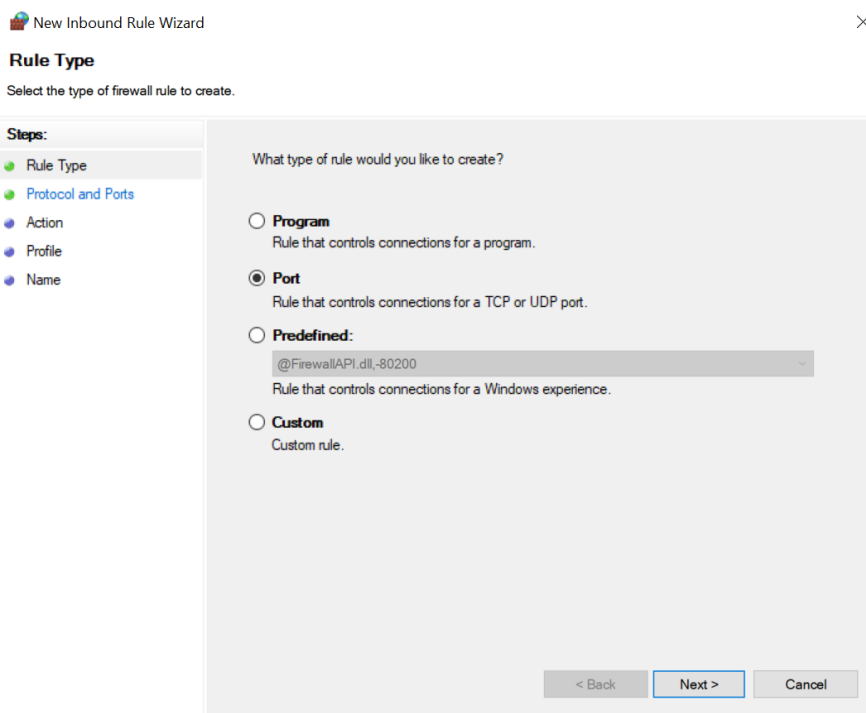 New Inbound Rule Wizard
Rule Type
Select the type of firewall rule to create.
Steps:
Rule Type
Protocol and Ports
Action
Profile
Name
What type of rule would you like to create?
Program
Rule that controls connections for a program.
Port
Rule that controls connections for a TCP or UDP port.
Predefined:
@FirewallAPI.dll,-80200
Rule that controls connections for a Windows experience.
Custom
Custom rule.
< Back
Next >
Cancel